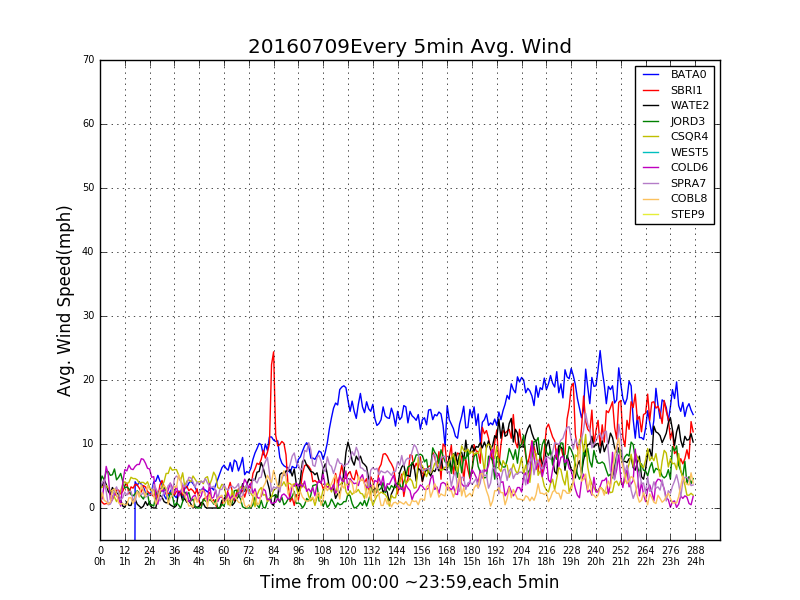 20160709Every 5min Avg. Wind
70
60
50
40
30
20
10
0
Avg. Wind Speed(mph)
BATA0
SBRI1
WATE2
JORD3
CSQR4
WEST5
COLD6
SPRA7
COBL8
STEP9
0 12 24 36 48 60 72 84 96 108 120 132 144 156 168 180 192 204 216 228 240 252 264 276 288
0h 1h 2h 3h 4h 5h 6h 7h 8h 9h 10h 11h 12h 13h 14h 15h 16h 17h 18h 19h 20h 21h 22h 23h 24h
Time from 00:00 ~23:59,each 5min